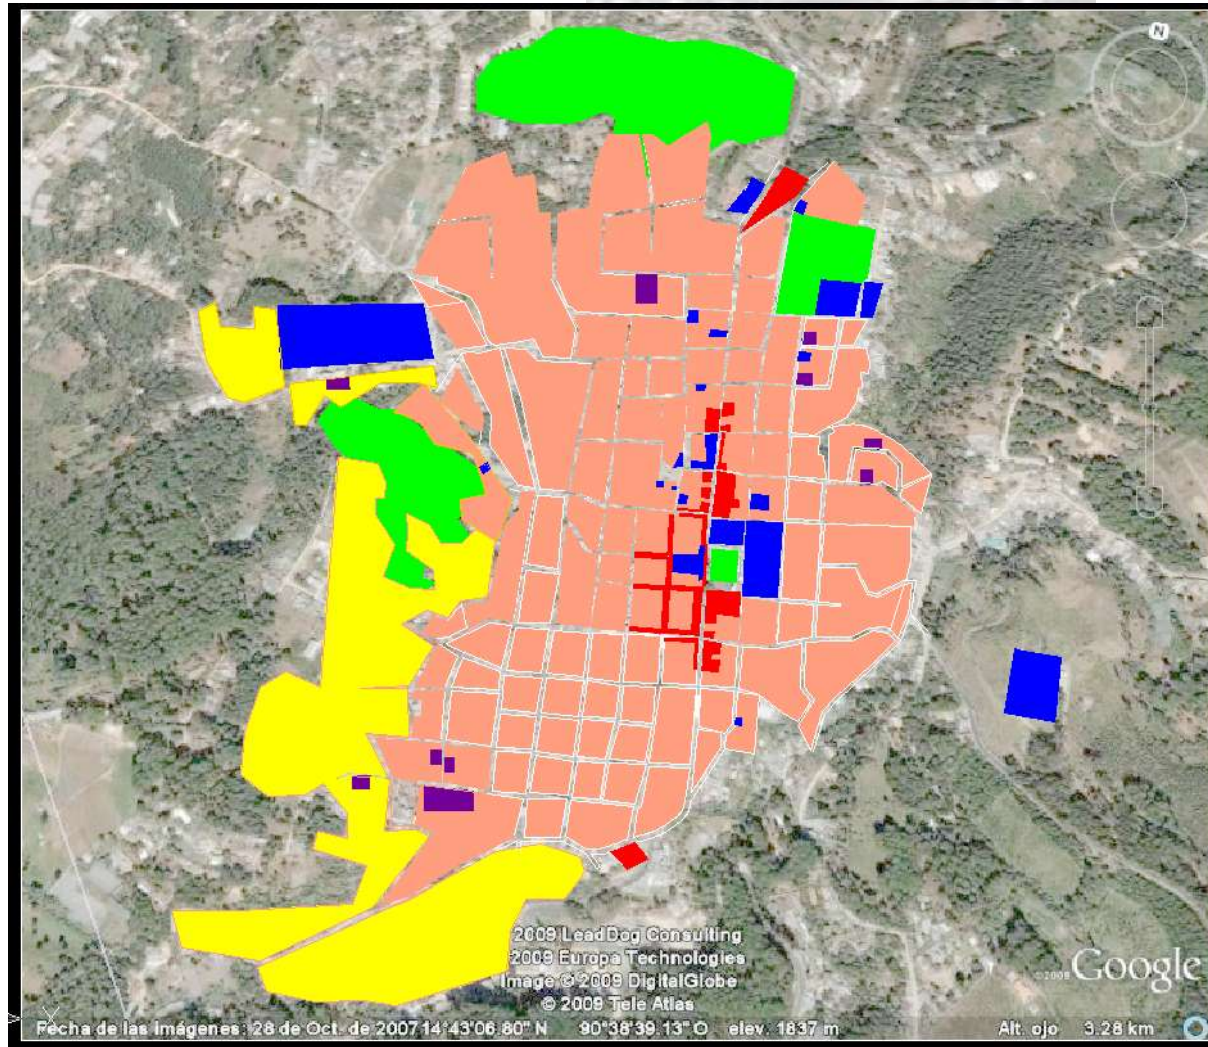 N
2009 LeadDog Consulting
2009 Europa Technologies
Image © 2009 DigitalGlobe
© 2009 Tele Atlas
©2009 Google
Fecha de las imágenes: 28 de Oct. de 2007 14°43'06.80" N 90°38'39.13" O elev. 1837 m Alt. ojo 3.28 km